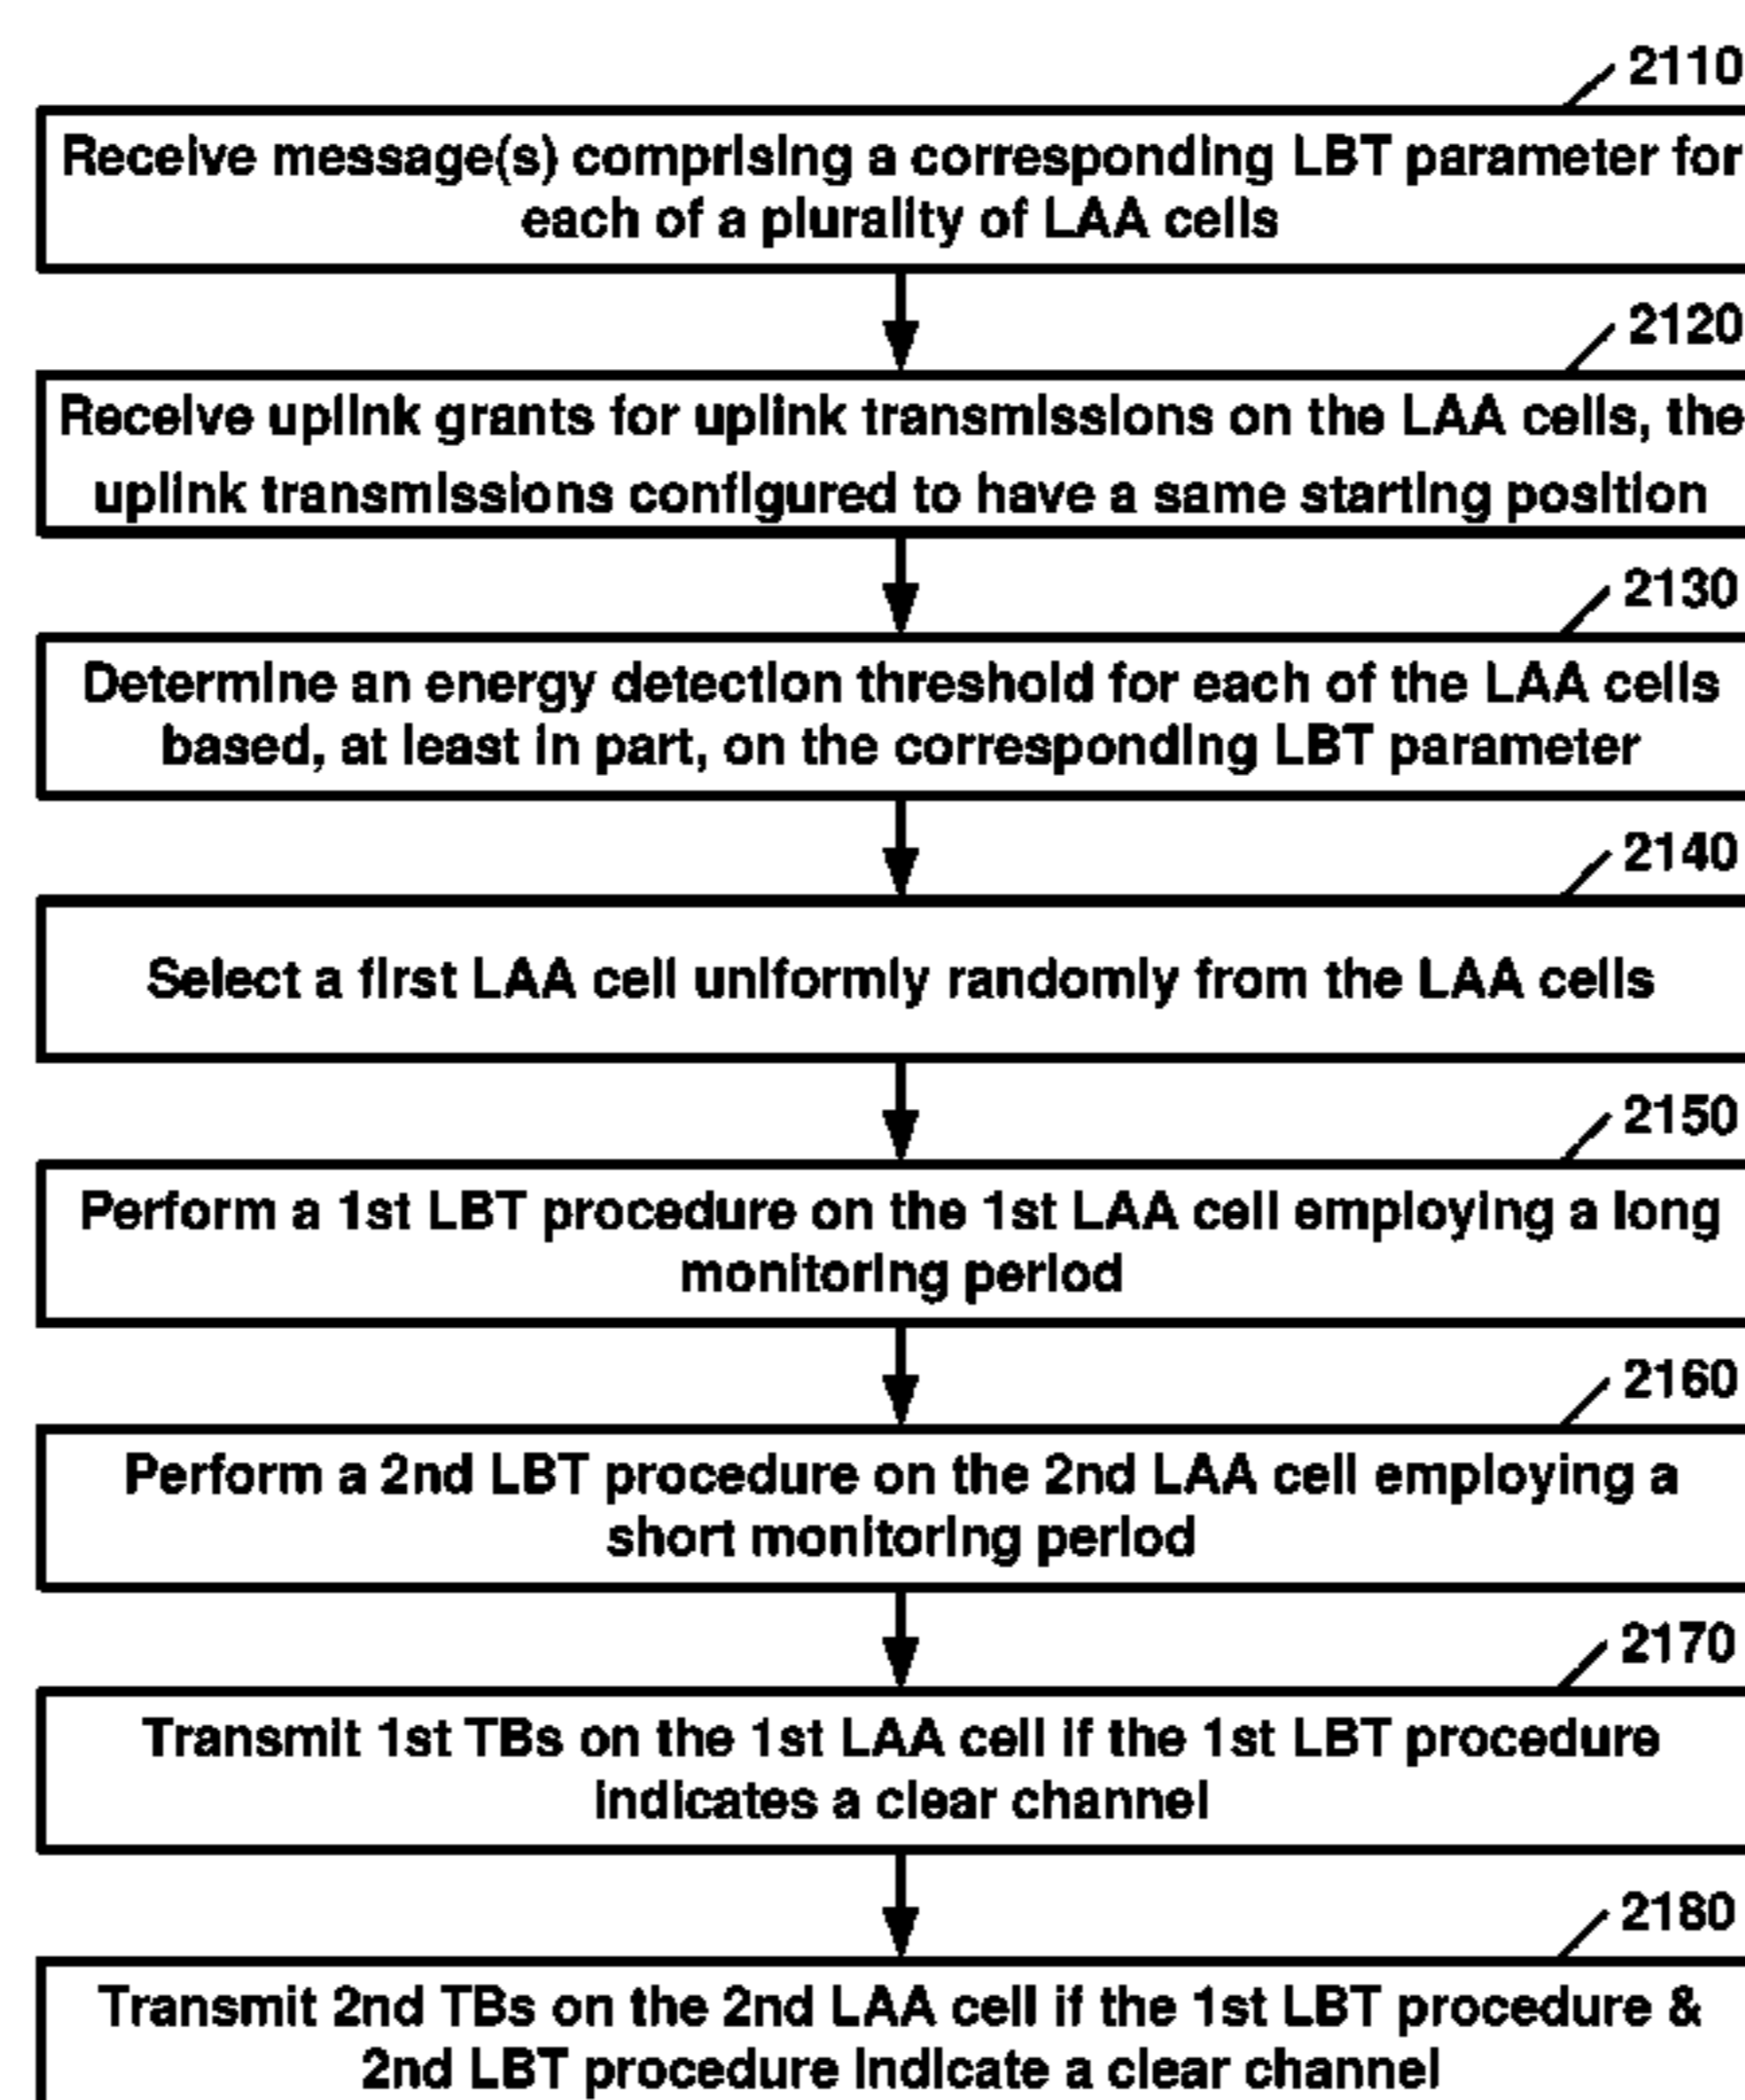 2110
Receive message(s) comprising a corresponding LBT parameter for
each of a plurality of LAA cells
2120
Receive uplink grants for uplink transmissions on the LAA cells, the
uplink transmissions configured to have a same starting position
2130
Determine an energy detection threshold for each of the LAA cells
based, at least in part, on the corresponding LBT parameter
2140
Select a first LAA cell uniformly randomly from the LAA cells
2150
Perform a 1st LBT procedure on the 1st LAA cell employing a long
monitoring period
2160
Perform a 2nd LBT procedure on the 2nd LAA cell employing a
short monitoring period
2170
Transmit 1st TBs on the 1st LAA cell if the 1st LBT procedure
indicates a clear channel
2180
Transmit 2nd TBs on the 2nd LAA cell if the 1st LBT procedure &
2nd LBT procedure indicate a clear channel